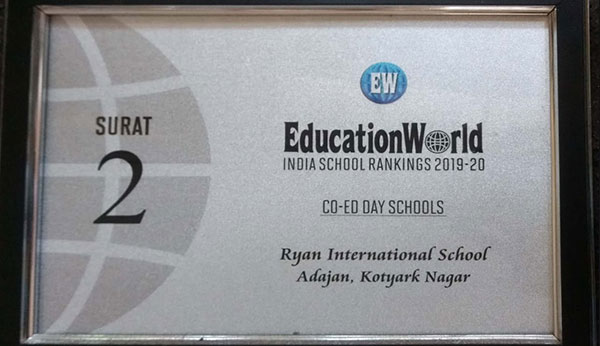 SURAT
2
EW
EducationWorld
INDIA SCHOOL RANKINGS 2019-20
CO-ED DAY SCHOOLS
Ryan International School
Adajan, Kotyark Nagar